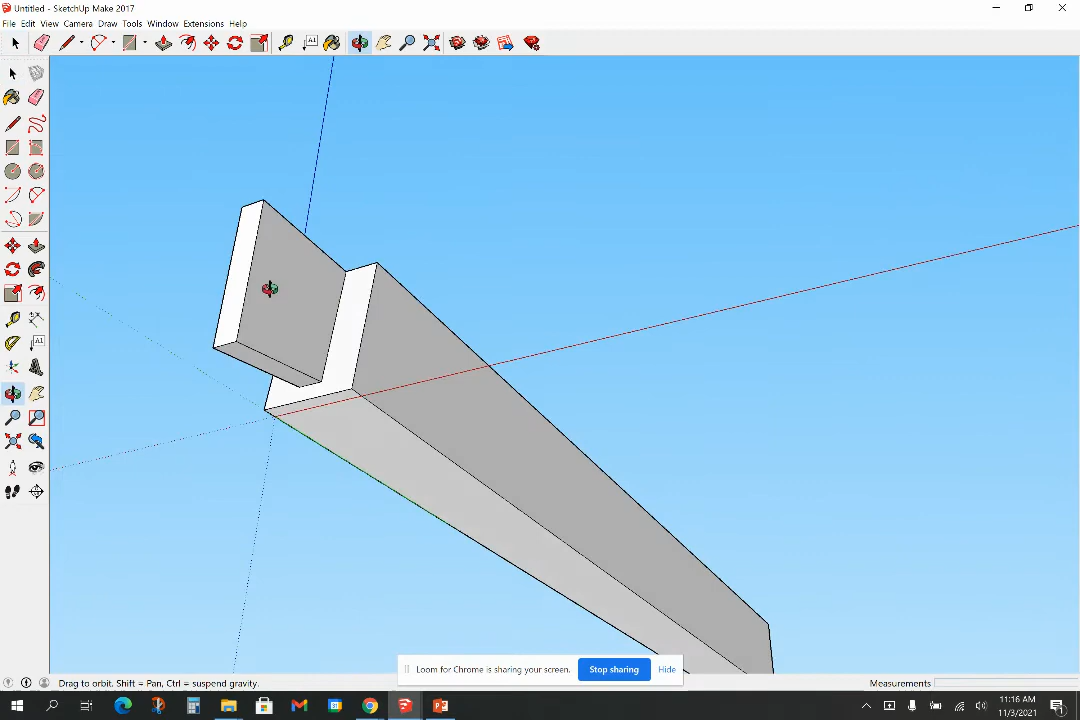 Untitled - SketchUp Make 2017
File Edit View Camera Draw Tools Window Extensions Help
A1
A1
Loom for Chrome is sharing your screen. Stop sharing Hide
Drag to orbit. Shift = Pan, Ctrl = suspend gravity. Measurements
11:16 AM
11/3/2021